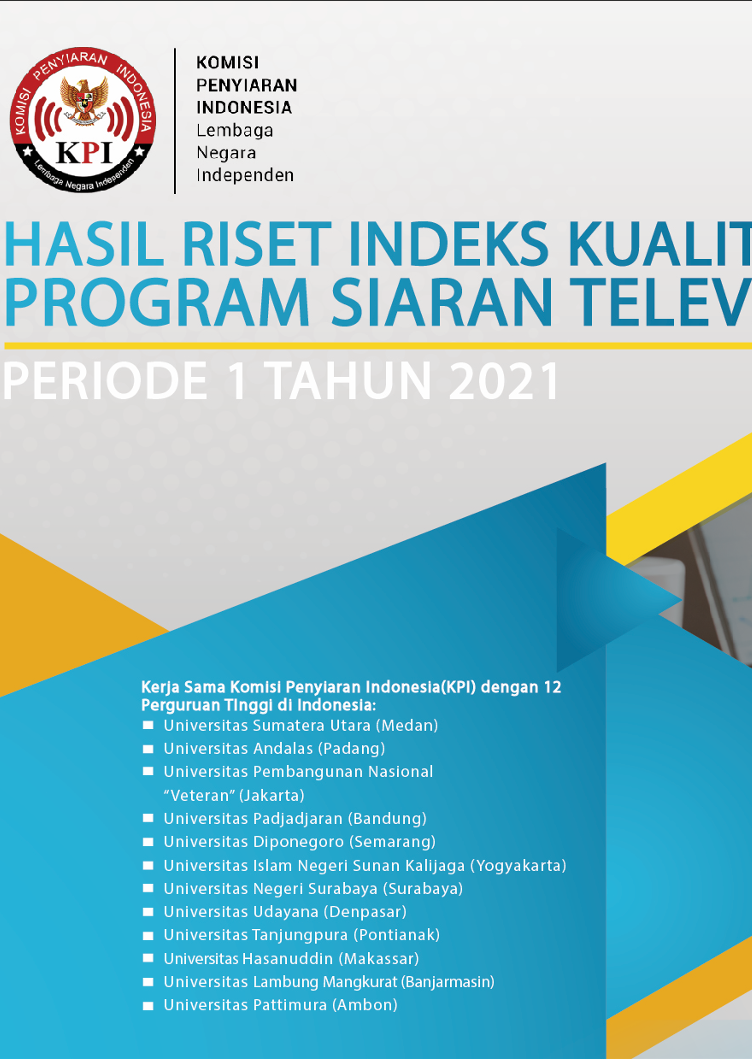 KOMISI PENYIARAN INDONESIA
KPI
Lembaga Negara Independen
KOMISI
PENYIARAN
INDONESIA
Lembaga
Negara
Independen
HASIL RISET INDEKS KUALIT
PROGRAM SIARAN TELEV
PERIODE 1 TAHUN 2021
Kerja Sama Komisi Penyiaran Indonesia(KPI) dengan 12
Perguruan TInggi di Indonesia:
Universitas Sumatera Utara (Medan)
Universitas Andalas (Padang)
Universitas Pembangunan Nasional
“Veteran” (Jakarta)
Universitas Padjadjaran (Bandung)
Universitas Diponegoro (Semarang)
Universitas Islam Negeri Sunan Kalijaga (Yogyakarta)
Universitas Negeri Surabaya (Surabaya)
Universitas Udayana (Denpasar)
Universitas Tanjungpura (Pontianak)
Universitas Hasanuddin (Makassar)
Universitas Lambung Mangkurat (Banjarmasin)
Universitas Pattimura (Ambon)